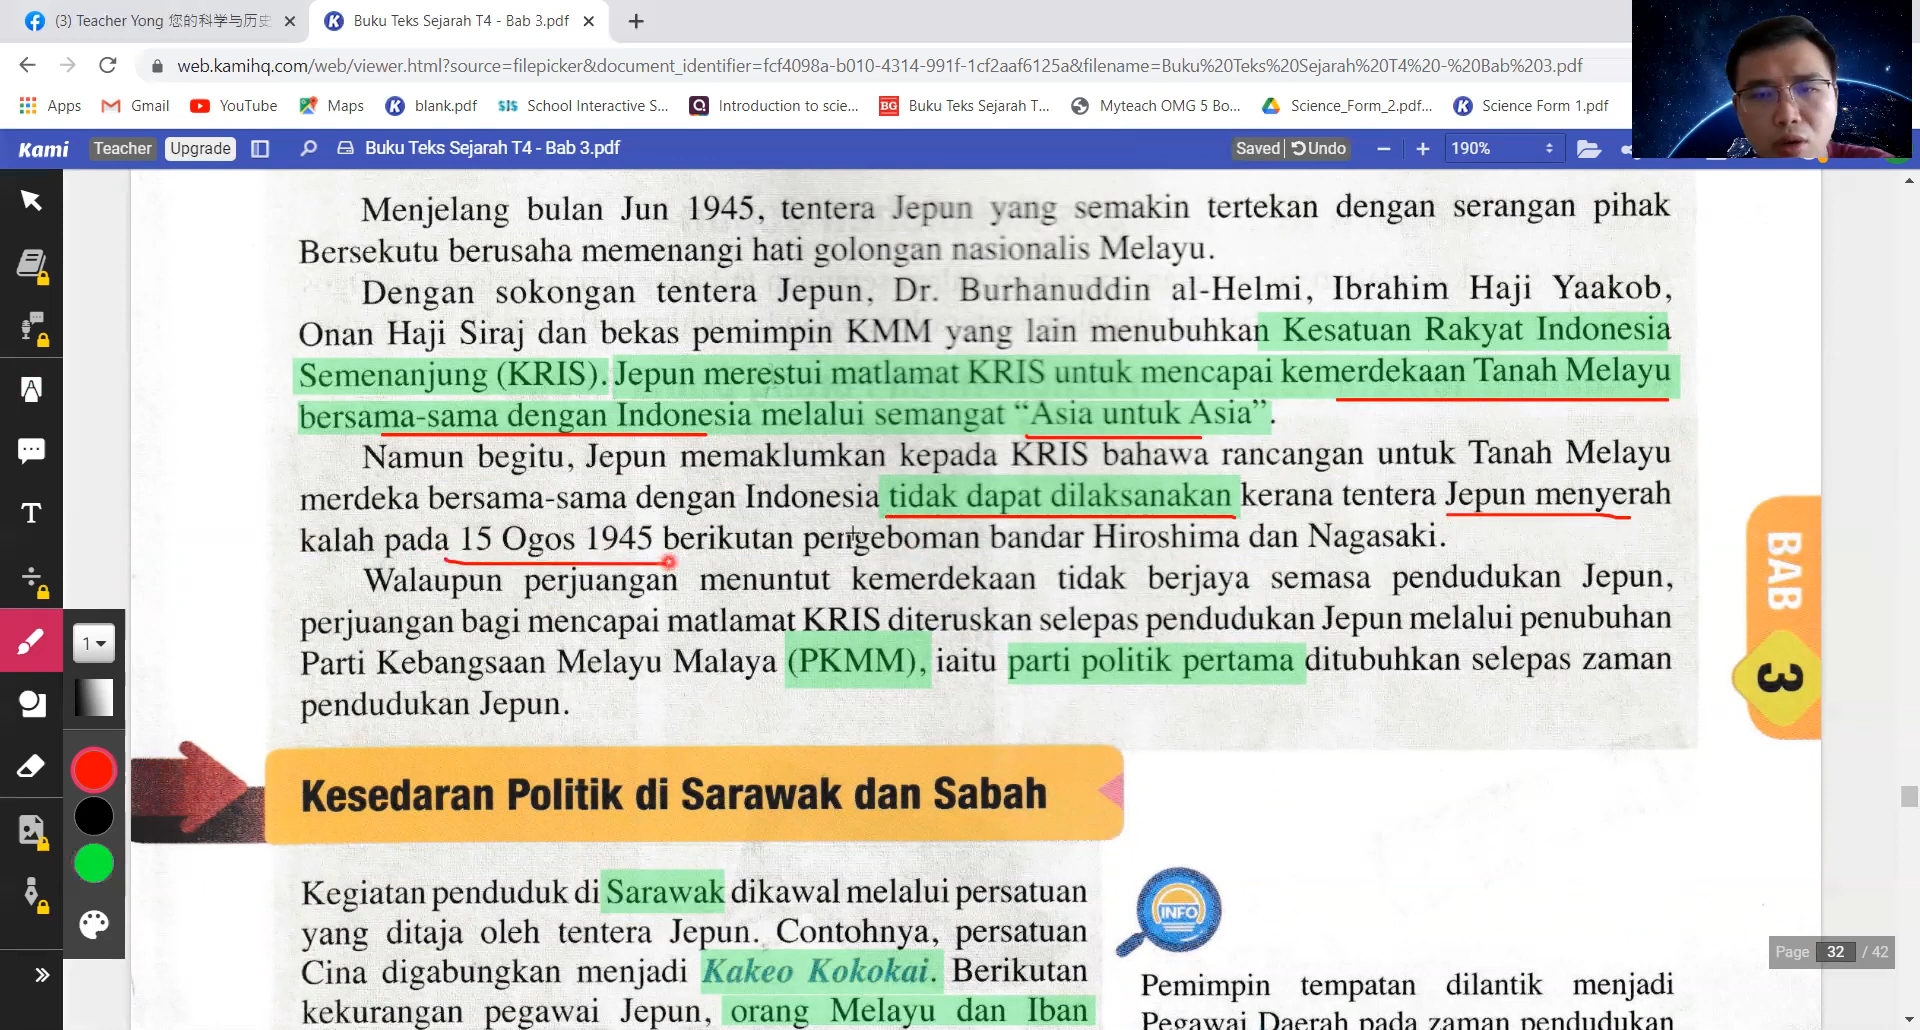 (3) Teacher Yong 您的科学与历史
Buku Teks Sejarah T4 - Bab 3.pdf
web.kamihq.com/web/viewer.html?source=filepicker&document_identifier=fcf4098a-b010-4314-991f-1cf2aaf6125a&filename=Buku%20Teks%20Sejarah%20T4%20-%20Bab%203.pdf
Apps Gmail YouTube Maps blank.pdf SIS School Interactive S... Introduction to scie... BG Buku Teks Sejarah T... Myteach OMG 5 Bo... Science_Form_2.pdf... Science Form 1.pdf
Kami Teacher Upgrade Buku Teks Sejarah T4 - Bab 3.pdf Saved Undo 190%
Menjelang bulan Jun 1945, tentera Jepun yang semakin tertekan dengan serangan pihak
Bersekutu berusaha memenangi hati golongan nasionalis Melayu.
Dengan sokongan tentera Jepun, Dr. Burhanuddin al-Helmi, Ibrahim Haji Yaakob,
Onan Haji Siraj dan bekas pemimpin KMM yang lain menubuhkan Kesatuan Rakyat Indonesia
Semenanjung (KRIS). Jepun merestui matlamat KRIS untuk mencapai kemerdekaan Tanah Melayu
bersama-sama dengan Indonesia melalui semangat “Asia untuk Asia”.
Namun begitu, Jepun memaklumkan kepada KRIS bahawa rancangan untuk Tanah Melayu
merdeka bersama-sama dengan Indonesia tidak dapat dilaksanakan kerana tentera Jepun menyerah
kalah pada 15 Ogos 1945 berikutan pengeboman bandar Hiroshima dan Nagasaki.
Walaupun perjuangan menuntut kemerdekaan tidak berjaya semasa pendudukan Jepun,
perjuangan bagi mencapai matlamat KRIS diteruskan selepas pendudukan Jepun melalui penubuhan
Parti Kebangsaan Melayu Malaya (PKMM), iaitu parti politik pertama ditubuhkan selepas zaman
pendudukan Jepun.
BAB
3
1
Kesedaran Politik di Sarawak dan Sabah
Kegiatan penduduk di Sarawak dikawal melalui persatuan
yang ditaja oleh tentera Jepun. Contohnya, persatuan
Cina digabungkan menjadi Kakeo Kokokai. Berikutan
kekurangan pegawai Jepun, orang Melayu dan Iban
INFO
Pemimpin tempatan dilantik menjadi
Pegawai Daerah pada zaman pendudukan
Page 32 / 42